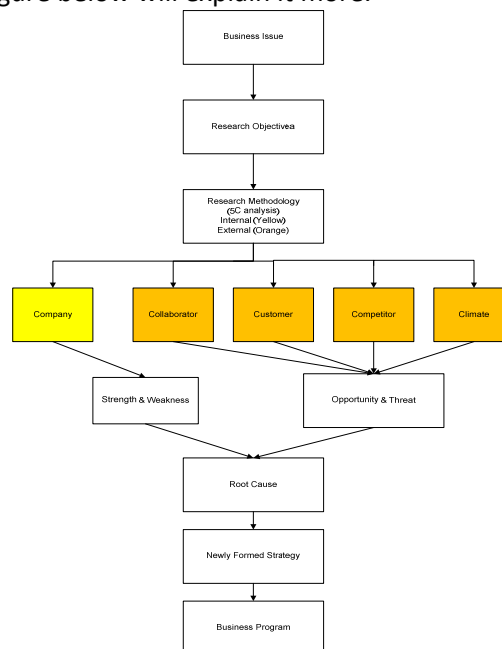 gure below will explain it more.
Business Issue
Research Objectivea
Research Methodology
(5C analysis)
Internal (Yellow)
External (Orange)
Company
Collaborator
Customer
Competitor
Climate
Strength & Weakness
Opportunity & Threat
Root Cause
Newly Formed Strategy
Business Program